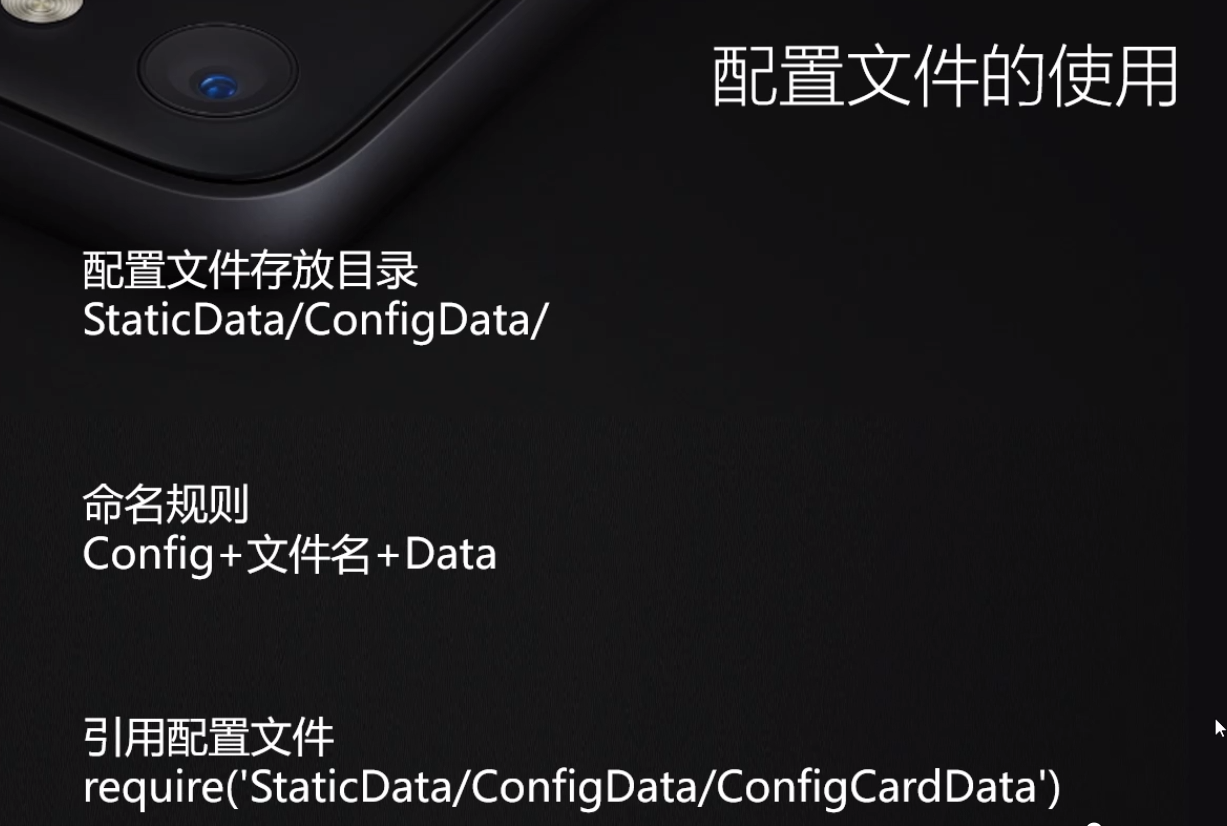 配置文件的使用
配置文件存放目录
StaticData/ConfigData/
命名规则
Config+文件名+Data
引用配置文件
require('StaticData/ConfigData/ConfigCardData')